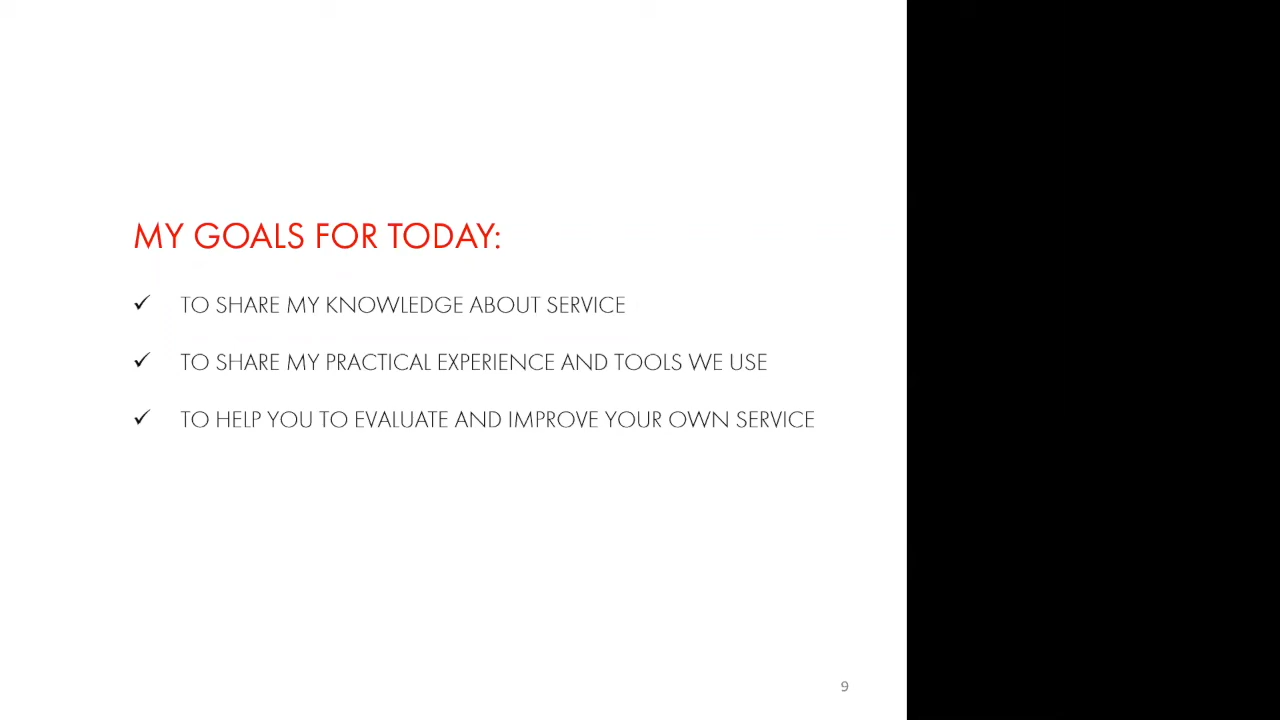 MY GOALS FOR TODAY:
✓ TO SHARE MY KNOWLEDGE ABOUT SERVICE
✓ TO SHARE MY PRACTICAL EXPERIENCE AND TOOLS WE USE
✓ TO HELP YOU TO EVALUATE AND IMPROVE YOUR OWN SERVICE
9